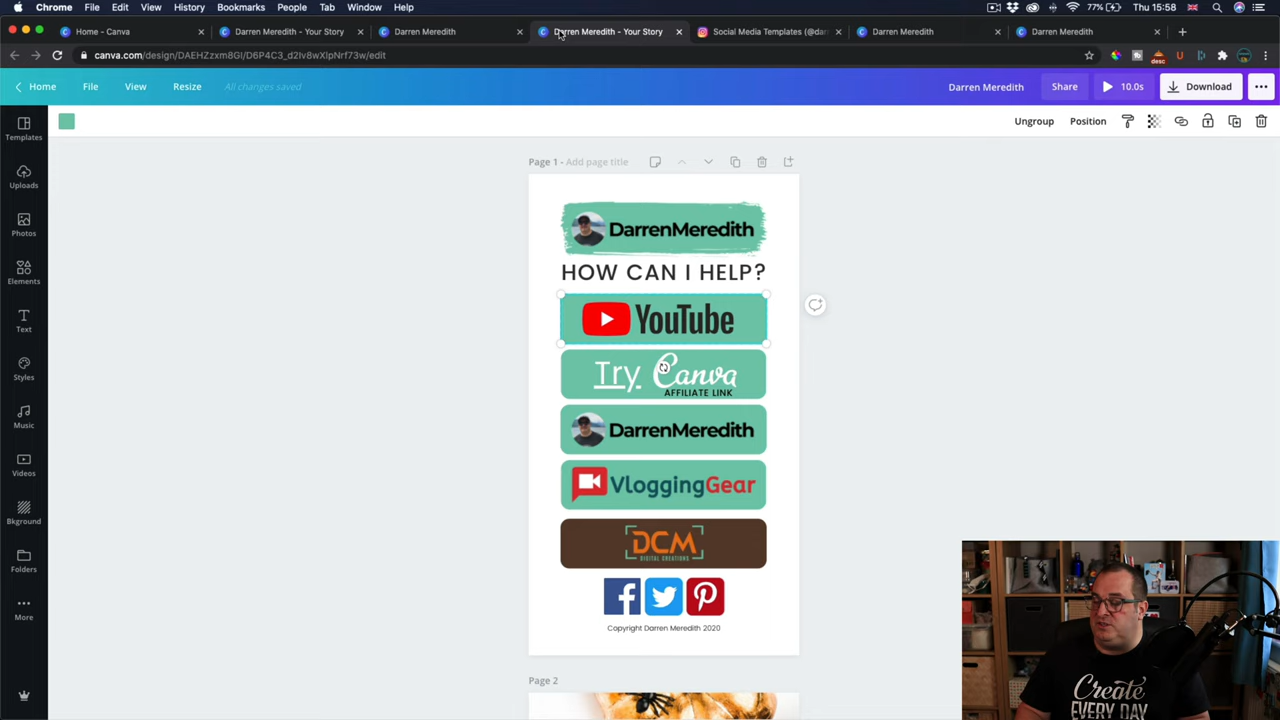 Chrome File Edit View History Bookmarks People Tab Window Help 77% Thu 15:58
Home - Canva Darren Meredith - Your Story Darren Meredith Darren Meredith - Your Story Social Media Templates (@dar Darren Meredith Darren Meredith
canva.com/design/DAEHZzxm8GI/D6P4C3_d2Iv8wXlpNrf73w/edit
Home File View Resize All changes saved Darren Meredith Share 10.0s Download
Ungroup Position
Templates
Uploads
Photos
Elements
Text
Styles
Music
Videos
Bkground
Folders
More
Page 1 - Add page title
DarrenMeredith
HOW CAN I HELP?
YouTube
Try Canva
AFFILIATE LINK
DarrenMeredith
VloggingGear
DCM
DIGITAL CREATIONS
Copyright Darren Meredith 2020
Page 2
Create
EVERY DAY